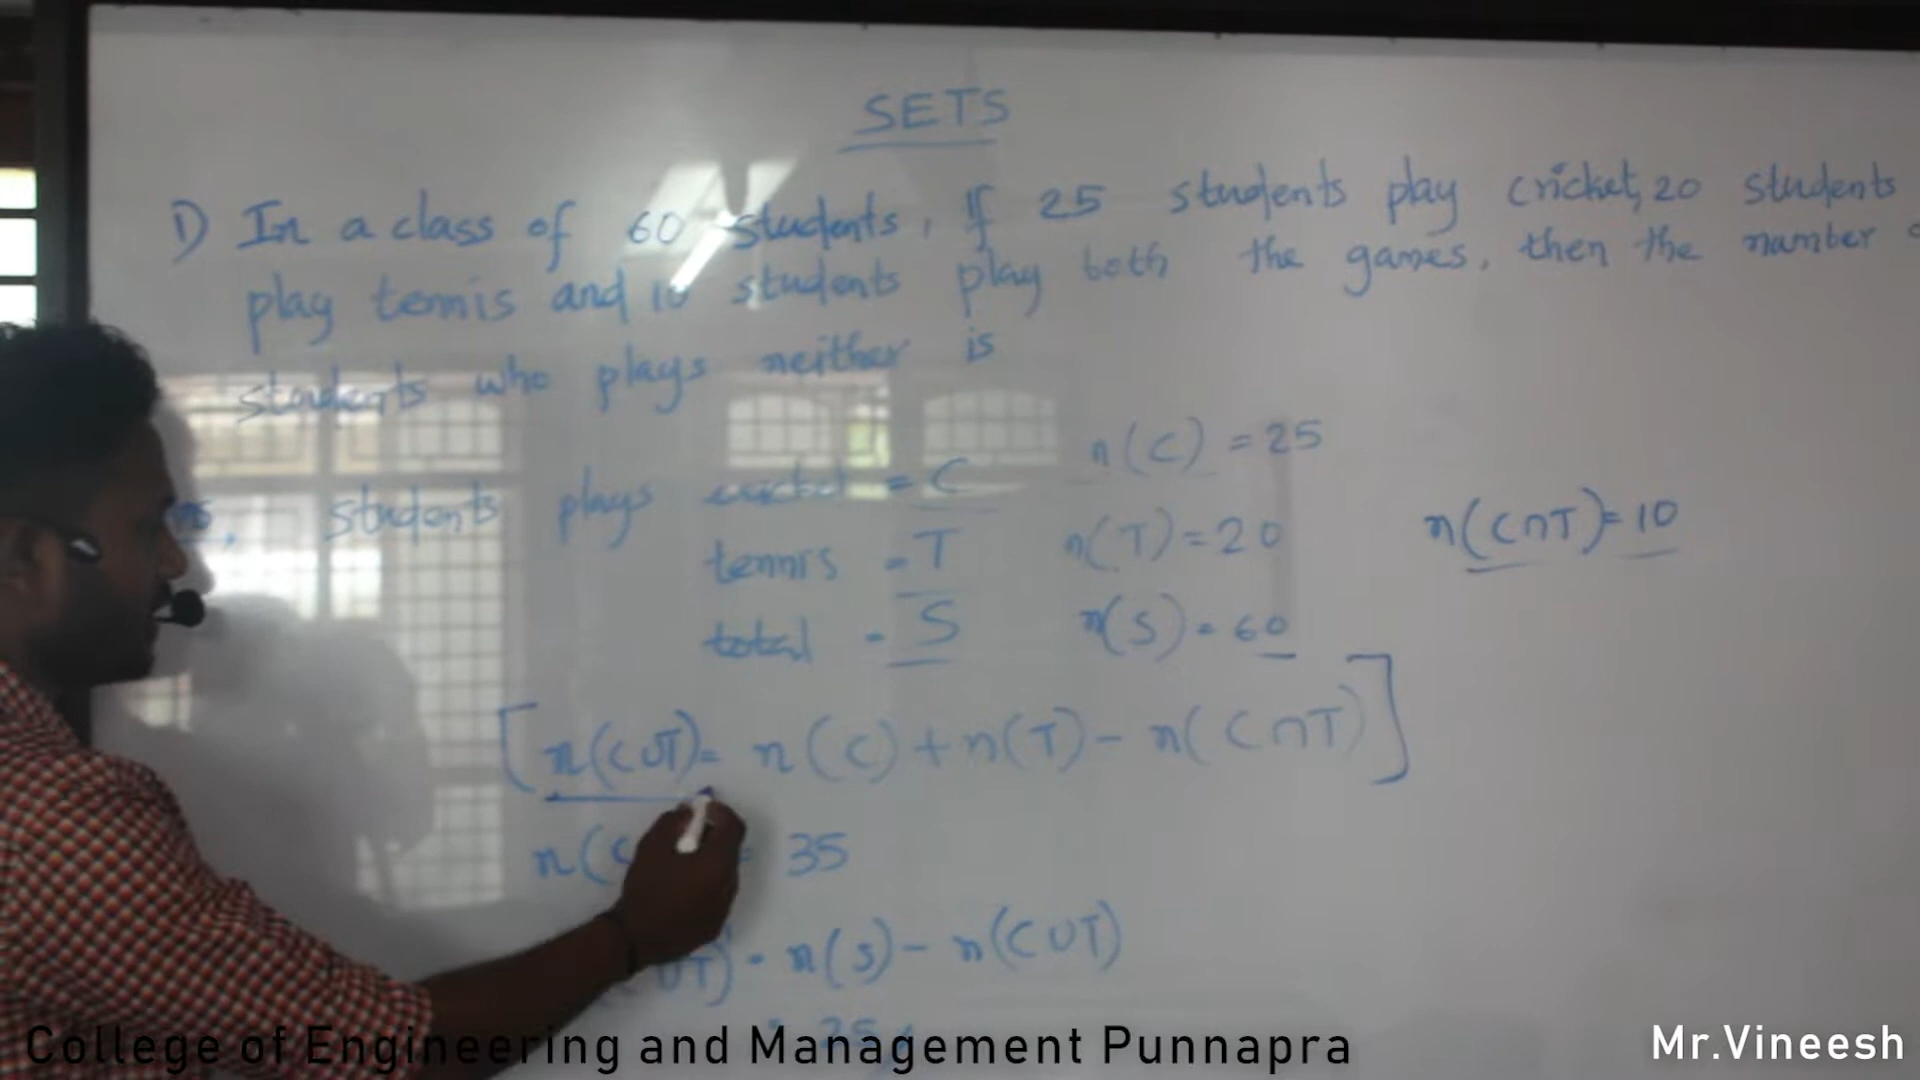 SETS
1) In a class of 60 students, If 25 students play cricket, 20 students
play tennis and 10 students play both the games, then the number
students who plays neither is
students plays cricket = C n(C) = 25
tennis = T n(T) = 20 n(C∩T) = 10
total = S n(S) = 60
[n(C∪T) = n(C) + n(T) - n(C∩T)]
n(C = 35
∪T)' = n(S) - n(C∪T)
= 25
College of Engineering and Management Punnapra
Mr.Vineesh